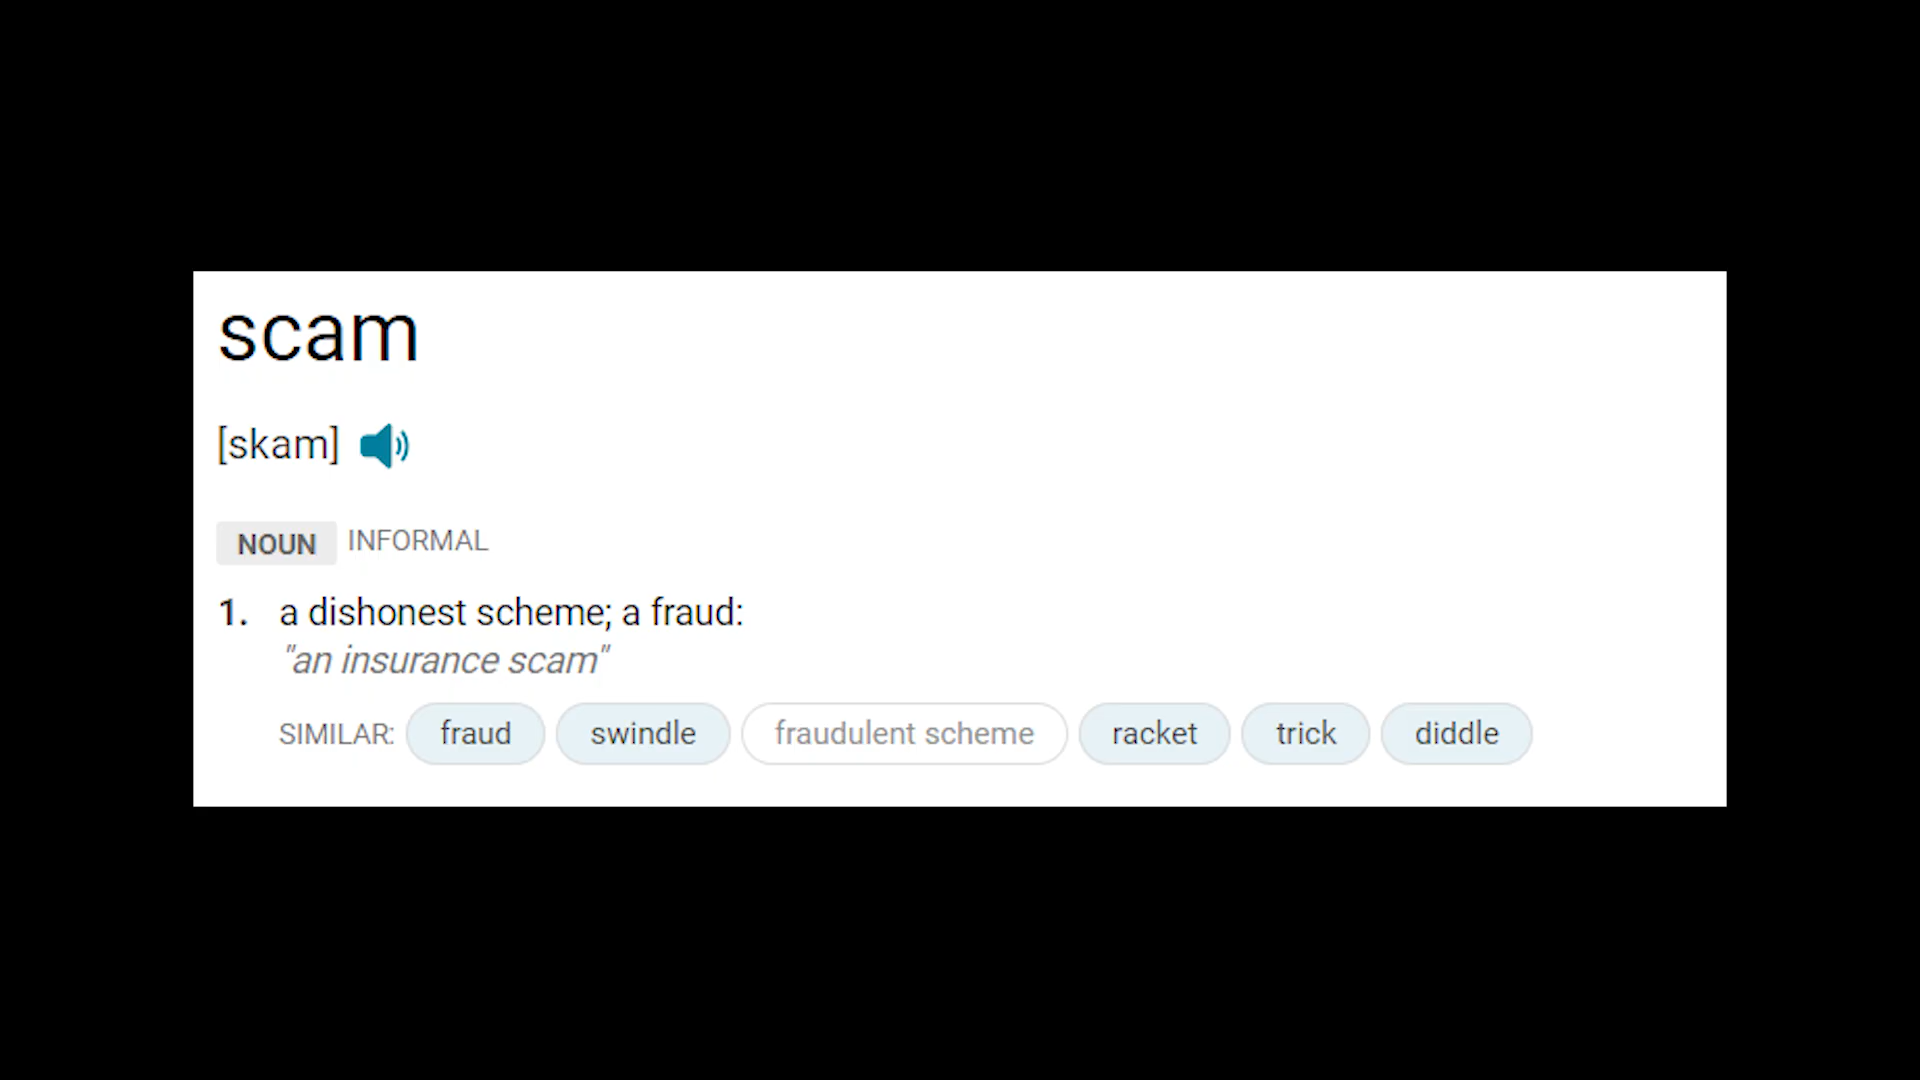 scam
[skam]
NOUN INFORMAL
1. a dishonest scheme; a fraud:
"an insurance scam"
SIMILAR: fraud swindle fraudulent scheme racket trick diddle